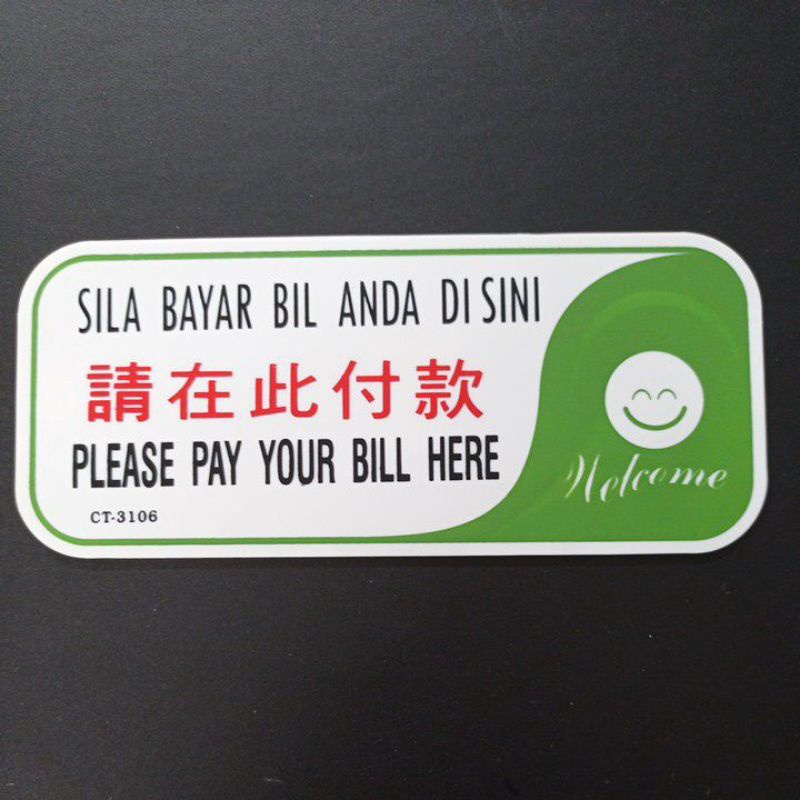 SILA BAYAR BIL ANDA DI SINI
請在此付款
PLEASE PAY YOUR BILL HERE
CT-3106
Welcome